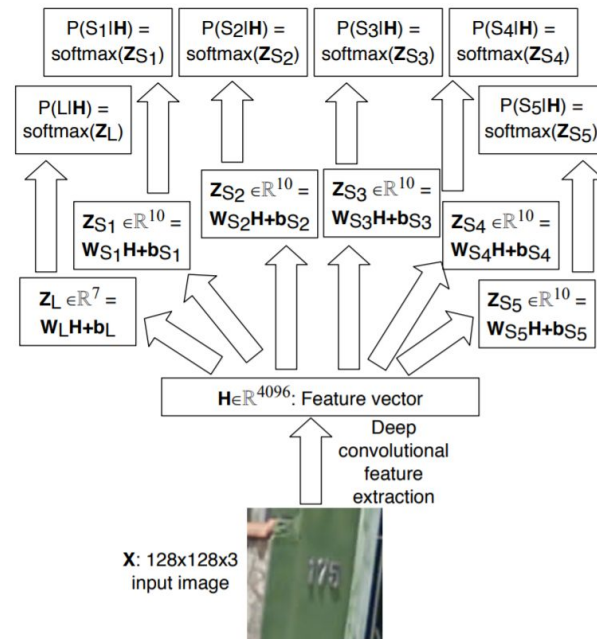 P(S1|H) =
softmax(ZS1)
P(S2|H) =
softmax(ZS2)
P(S3|H) =
softmax(ZS3)
P(S4|H) =
softmax(ZS4)
P(L|H) =
softmax(ZL)
P(S5|H) =
softmax(ZS5)
ZS1 ∈ℝ¹⁰ =
WS1H+bS1
ZS2 ∈ℝ¹⁰ =
WS2H+bS2
ZS3 ∈ℝ¹⁰ =
WS3H+bS3
ZS4 ∈ℝ¹⁰ =
WS4H+bS4
ZL ∈ℝ⁷ =
WLH+bL
ZS5 ∈ℝ¹⁰ =
WS5H+bS5
H∈ℝ⁴⁰⁹⁶: Feature vector
Deep
convolutional
feature
extraction
X: 128x128x3
input image
175